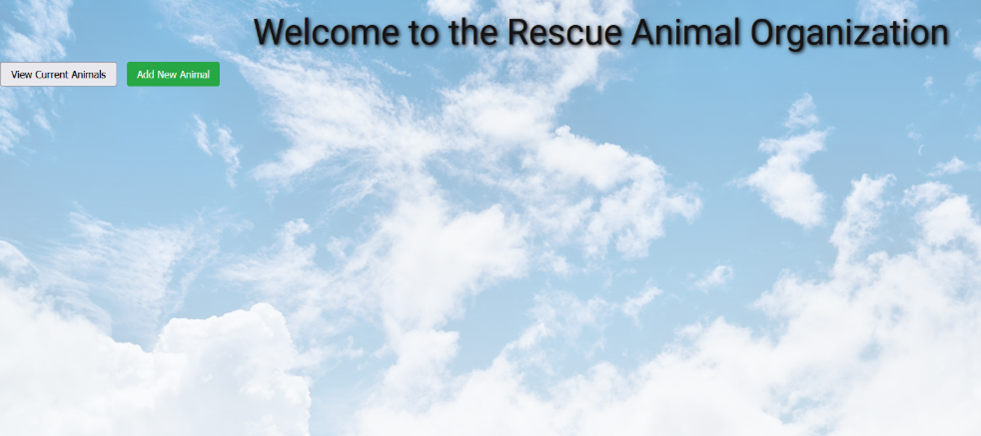 Welcome to the Rescue Animal Organization
View Current Animals Add New Animal